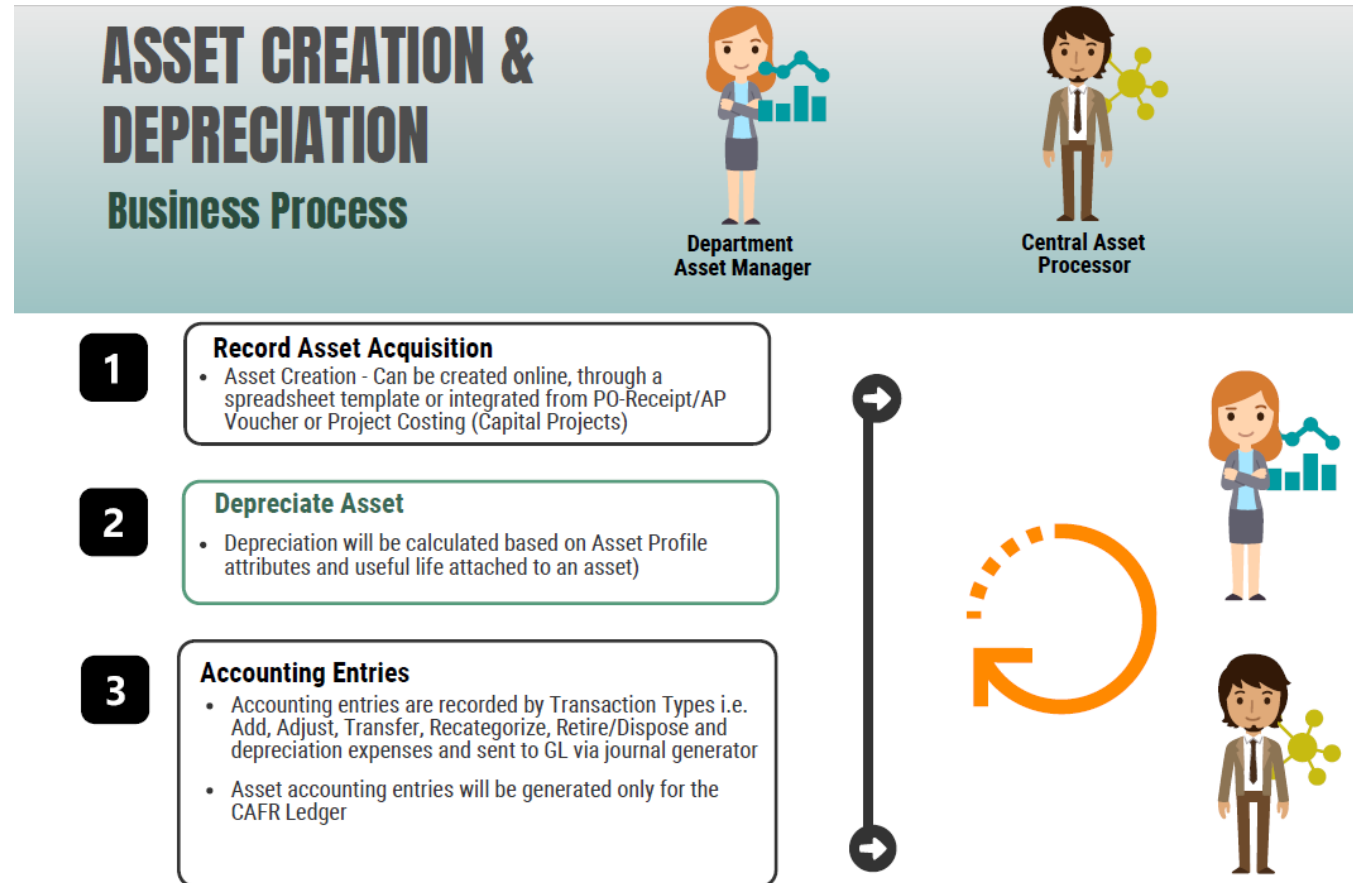 ASSET CREATION &
DEPRECIATION
Business Process
Department
Asset Manager
Central Asset
Processor
1
Record Asset Acquisition
• Asset Creation - Can be created online, through a
spreadsheet template or integrated from PO-Receipt/AP
Voucher or Project Costing (Capital Projects)
2
Depreciate Asset
• Depreciation will be calculated based on Asset Profile
attributes and useful life attached to an asset)
3
Accounting Entries
• Accounting entries are recorded by Transaction Types i.e.
Add, Adjust, Transfer, Recategorize, Retire/Dispose and
depreciation expenses and sent to GL via journal generator
• Asset accounting entries will be generated only for the
CAFR Ledger